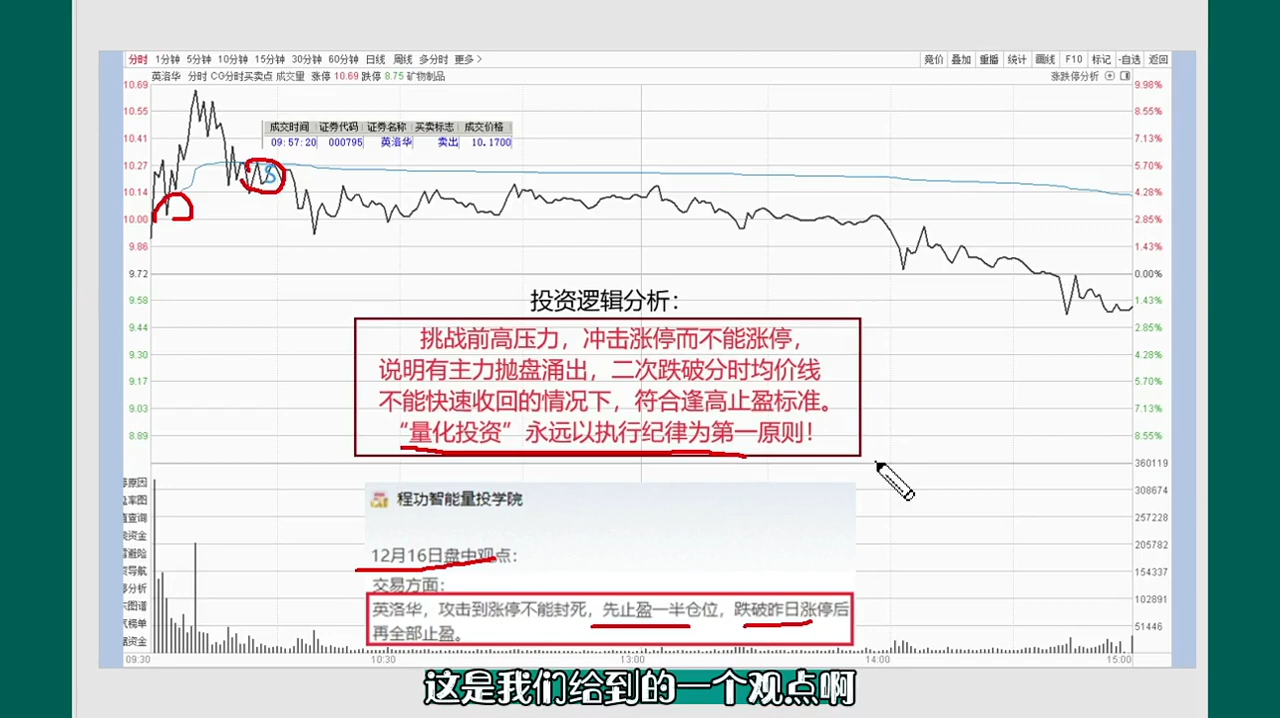 分时 1分钟 5分钟 10分钟 15分钟 30分钟 60分钟 日线 周线 多分时 更多>
竞价 叠加 重播 统计 画线 F10 标记 -自选 返回
英洛华 分时 CG分时买卖点 成交量 涨停 10.69 跌停 8.75 矿物制品
涨跌停分析
10.69 9.98%
10.55 8.55%
10.41 7.13%
10.27 5.70%
10.14 4.28%
10.00 2.85%
9.86 1.43%
9.72 0.00%
9.58 1.43%
9.44 2.85%
9.30 4.28%
9.17 5.70%
9.03 7.13%
8.89 8.55%
成交时间 证券代码 证券名称 买卖标志 成交价格
09:57:20 000795 英洛华 卖出 10.1700
S
投资逻辑分析：
挑战前高压力，冲击涨停而不能涨停，
说明有主力抛盘涌出，二次跌破分时均价线
不能快速收回的情况下，符合逢高止盈标准。
“量化投资”永远以执行纪律为第一原则！
360119
308674
257228
205782
154337
102891
51446
程功智能量投学院
12月16日盘中观点：
交易方面：
英洛华，攻击到涨停不能封死，先止盈一半仓位，跌破昨日涨停后
再全部止盈。
09:30 10:30 13:00 14:00 15:00
这是我们给到的一个观点啊